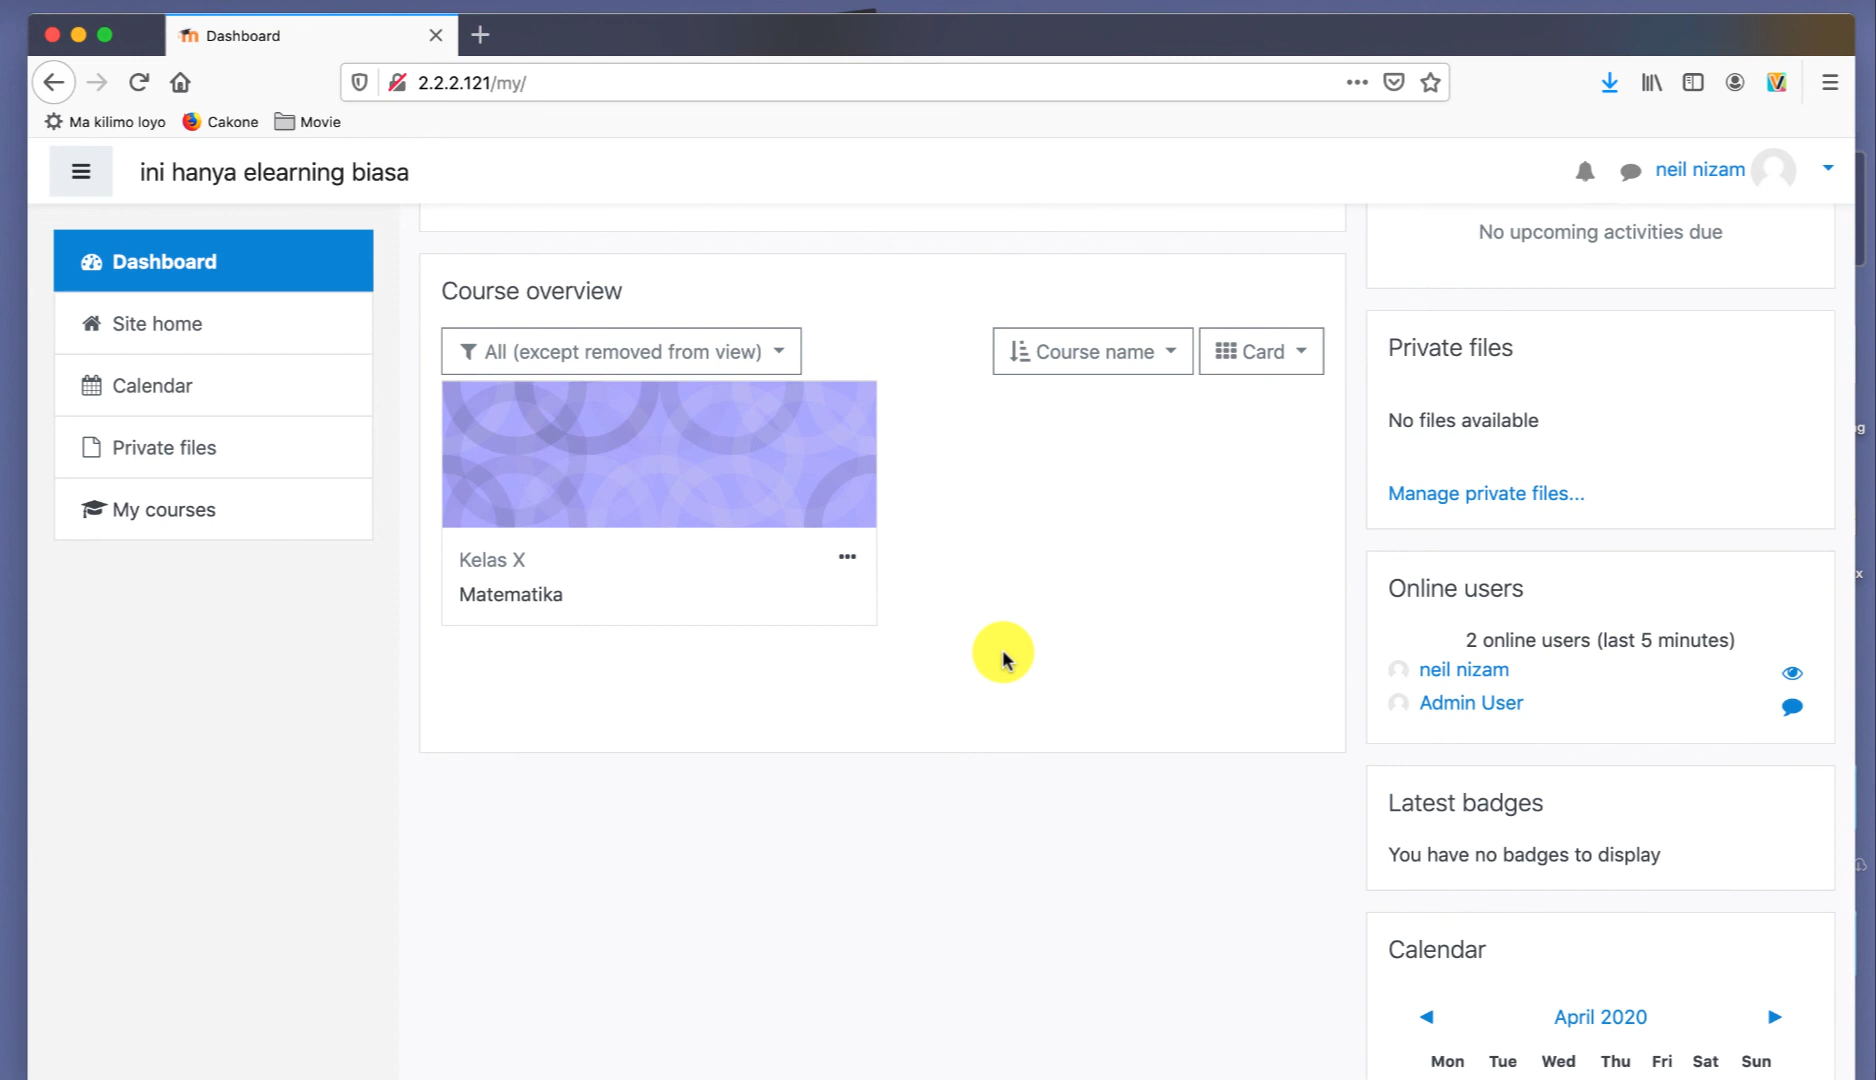 Dashboard
2.2.2.121/my/
Ma kilimo loyo Cakone Movie
ini hanya elearning biasa
neil nizam
Dashboard
Site home
Calendar
Private files
My courses
Course overview
All (except removed from view)
Course name
Card
Kelas X
Matematika
No upcoming activities due
Private files
No files available
Manage private files...
Online users
2 online users (last 5 minutes)
neil nizam
Admin User
Latest badges
You have no badges to display
Calendar
April 2020
Mon Tue Wed Thu Fri Sat Sun